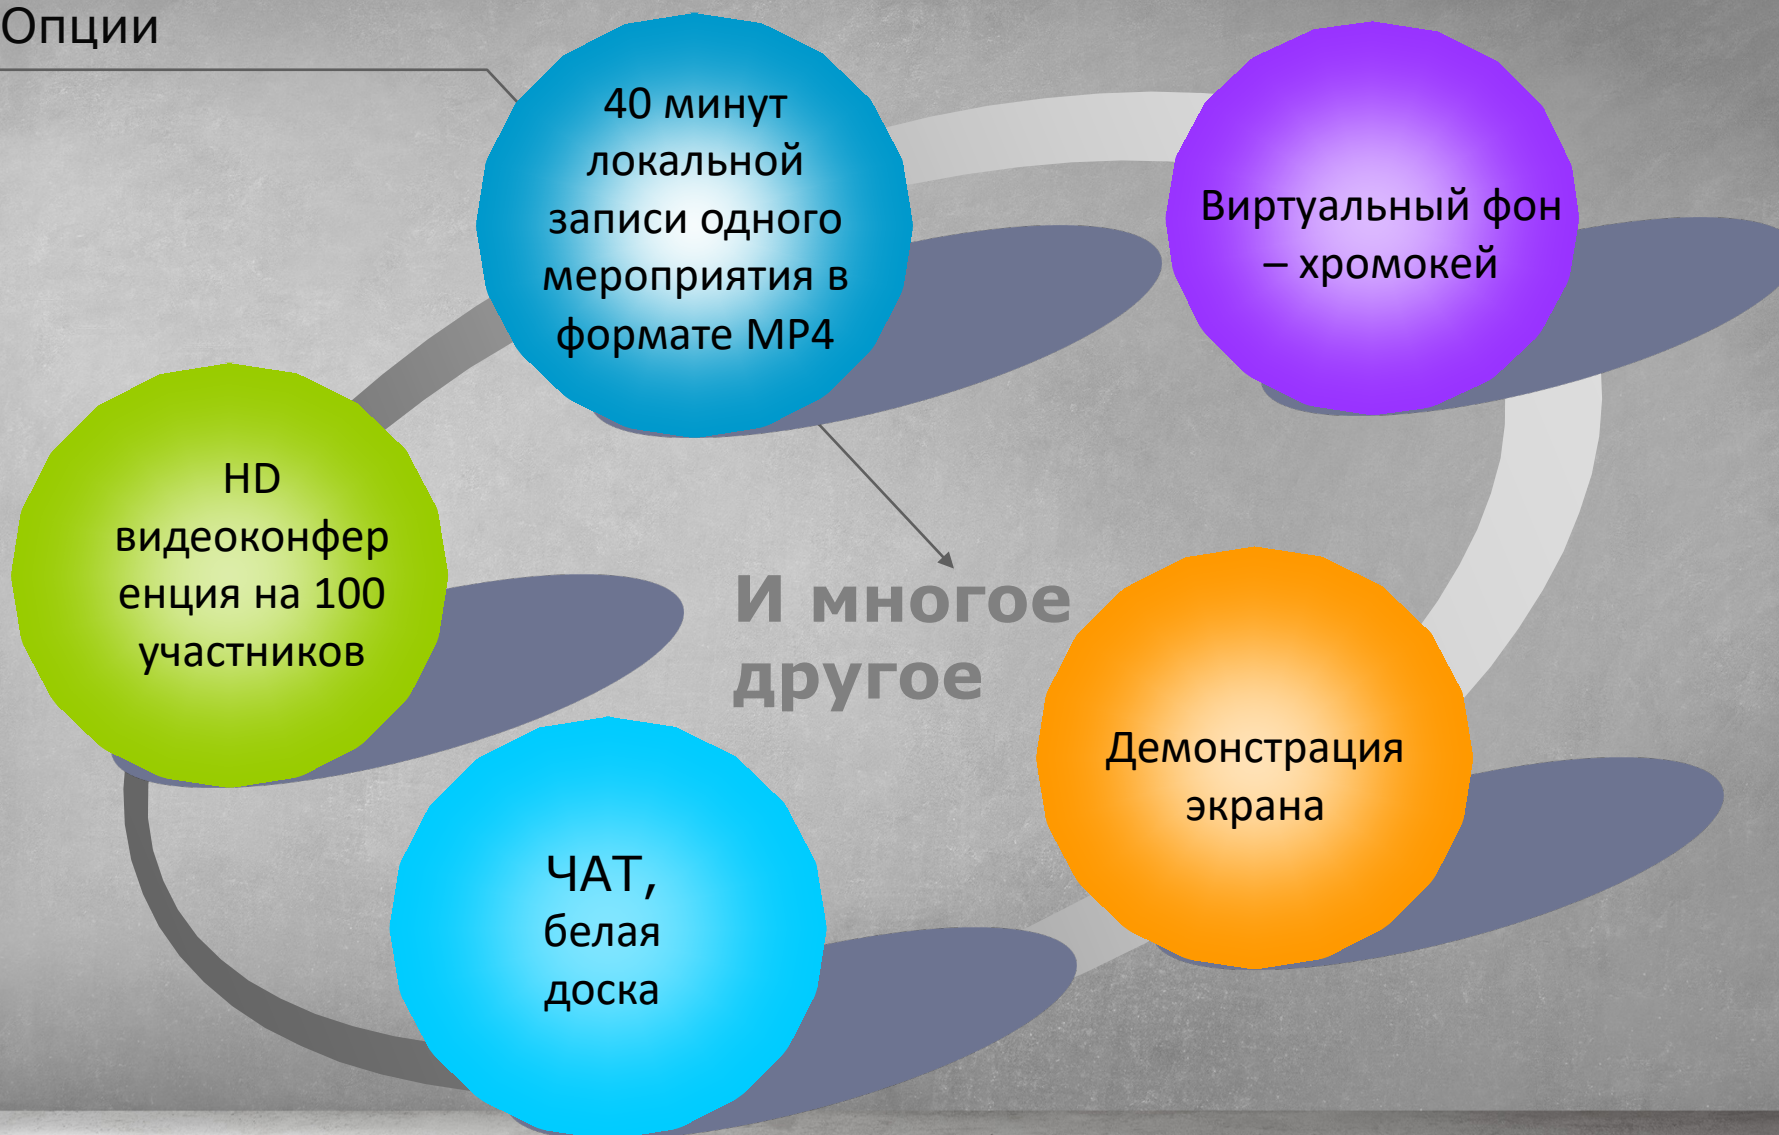 Опции
40 минут
локальной
записи одного
мероприятия в
формате MP4
Виртуальный фон
– хромокей
HD
видеоконфер
енция на 100
участников
И многое
другое
Демонстрация
экрана
ЧАТ,
белая
доска